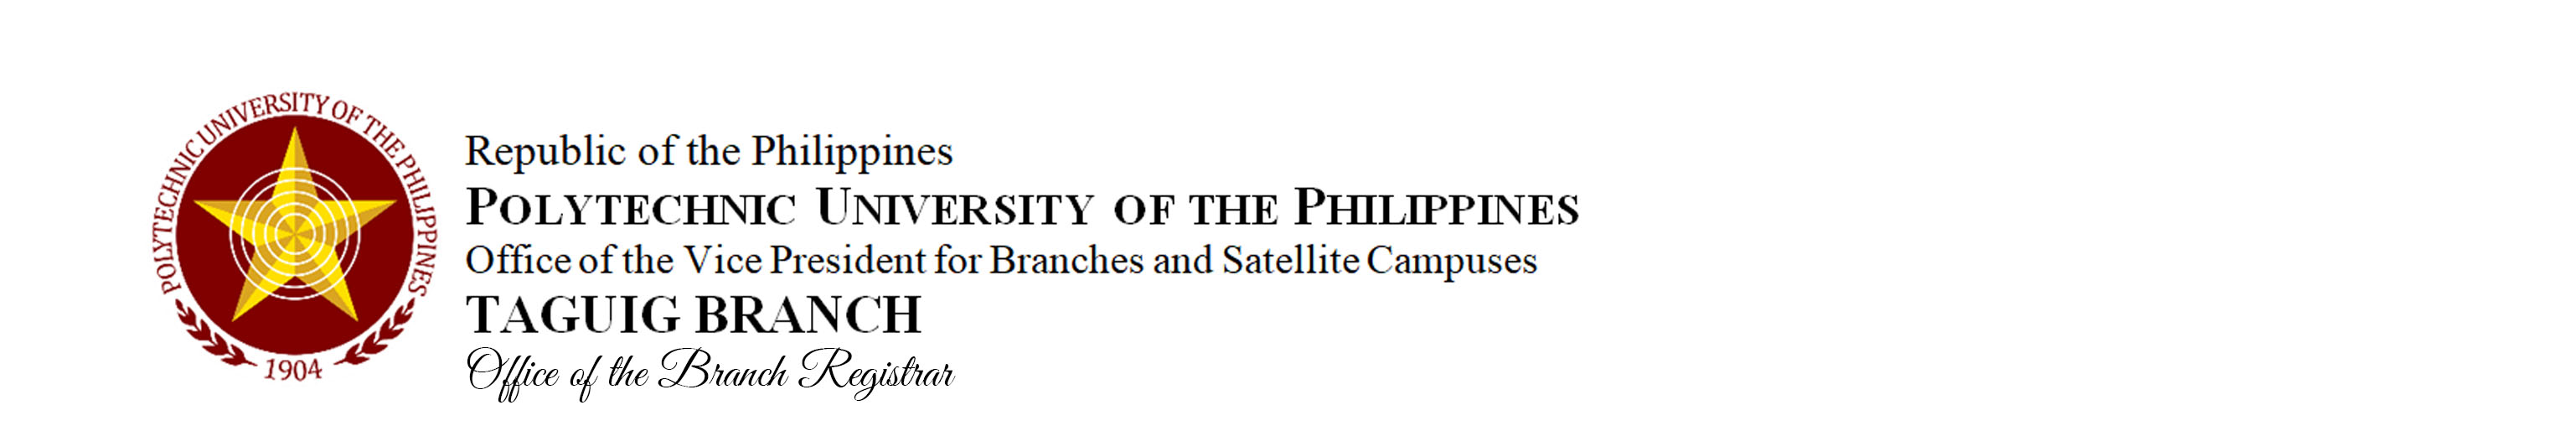 POLYTECHNIC UNIVERSITY OF THE PHILIPPINES
1904
Republic of the Philippines
POLYTECHNIC UNIVERSITY OF THE PHILIPPINES
Office of the Vice President for Branches and Satellite Campuses
TAGUIG BRANCH
Office of the Branch Registrar